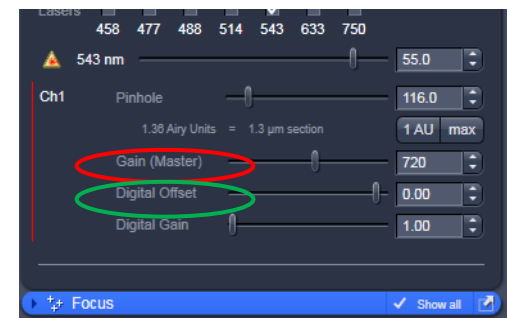 Lasers
458 477 488 514 543 633 750
543 nm 55.0
Ch1 Pinhole 116.0
1.36 Airy Units = 1.3 µm section 1 AU max
Gain (Master) 720
Digital Offset 0.00
Digital Gain 1.00
Focus Show all